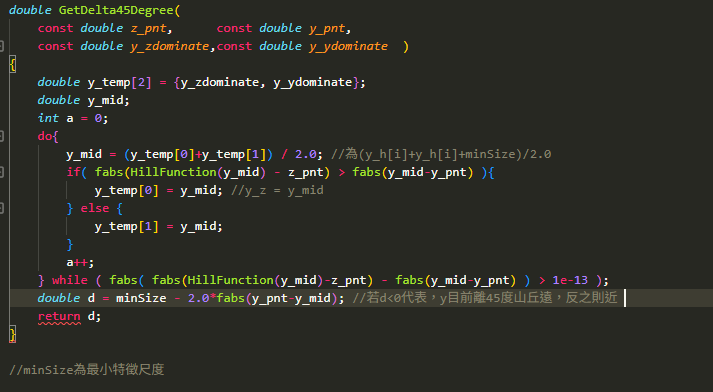 double GetDelta45Degree(
    const double z_pnt,      const double y_pnt,
    const double y_zdominate,const double y_ydominate  )
{
    double y_temp[2] = {y_zdominate, y_ydominate};
    double y_mid;
    int a = 0;
    do{
        y_mid = (y_temp[0]+y_temp[1]) / 2.0; //為(y_h[i]+y_h[i]+minSize)/2.0
        if( fabs(HillFunction(y_mid) - z_pnt) > fabs(y_mid-y_pnt) ){
            y_temp[0] = y_mid; //y_z = y_mid
        } else {
            y_temp[1] = y_mid;
        }
        a++;
    } while ( fabs( fabs(HillFunction(y_mid)-z_pnt) - fabs(y_mid-y_pnt) ) > 1e-13 );
    double d = minSize - 2.0*fabs(y_pnt-y_mid); //若d<0代表，y目前離45度山丘遠，反之則近
    return d;
}
//minSize為最小特徵尺度